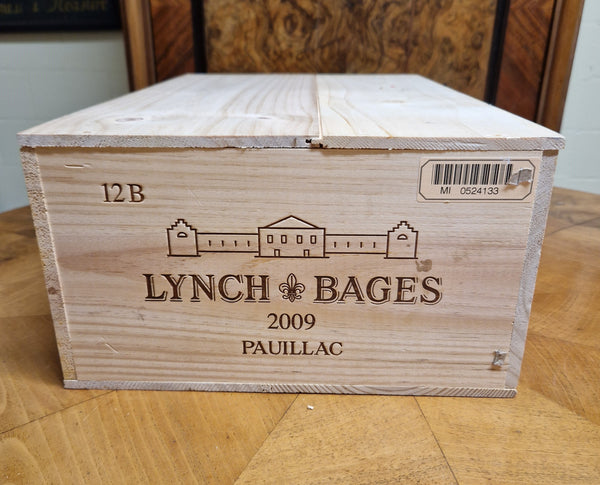 12B
MI 0524133
LYNCH BAGES
2009
PAUILLAC